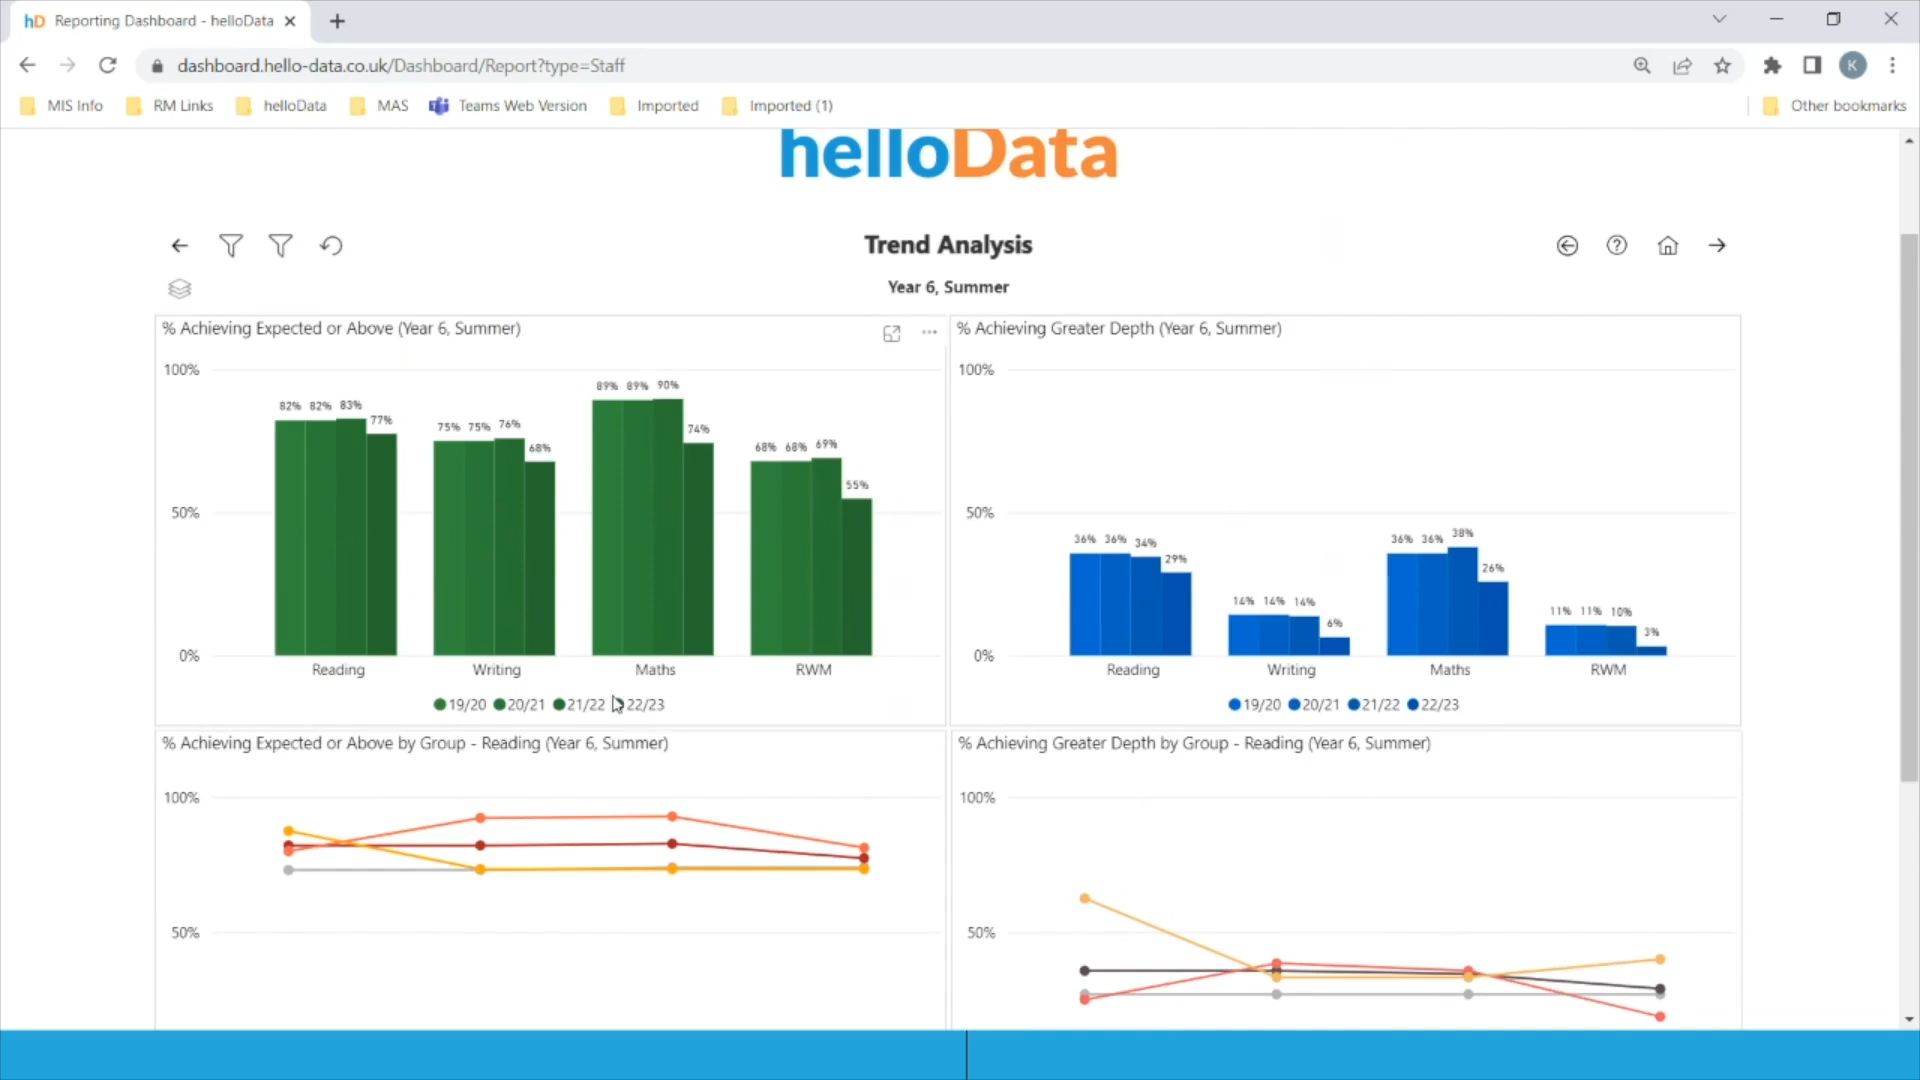 hD Reporting Dashboard - helloData
dashboard.hello-data.co.uk/Dashboard/Report?type=Staff
K
MIS Info RM Links helloData MAS Teams Web Version Imported Imported (1) Other bookmarks
helloData
Trend Analysis
Year 6, Summer
% Achieving Expected or Above (Year 6, Summer)
100%
50%
0%
82% 82% 83% 77%
75% 75% 76% 68%
89% 89% 90% 74%
68% 68% 69% 55%
Reading Writing Maths RWM
19/20 20/21 21/22 22/23
% Achieving Greater Depth (Year 6, Summer)
100%
50%
0%
36% 36% 34% 29%
14% 14% 14% 6%
36% 36% 38% 26%
11% 11% 10% 3%
Reading Writing Maths RWM
19/20 20/21 21/22 22/23
% Achieving Expected or Above by Group - Reading (Year 6, Summer)
100%
50%
% Achieving Greater Depth by Group - Reading (Year 6, Summer)
100%
50%